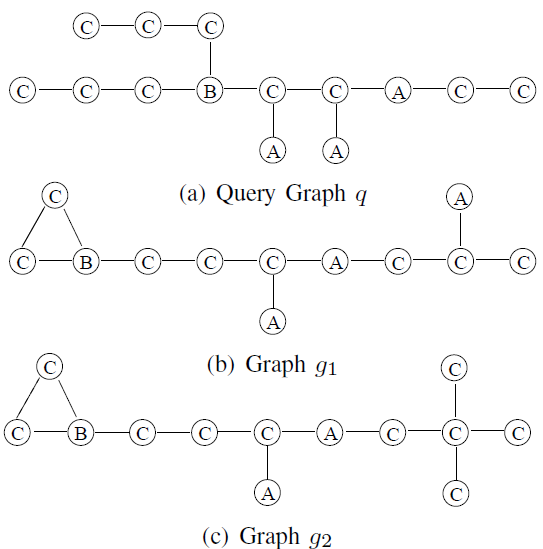 C C C
C C C B C C A C C
A A
(a) Query Graph q
C A
C B C C C A C C C
A
(b) Graph g1
C C
C B C C C A C C C
A C
(c) Graph g2